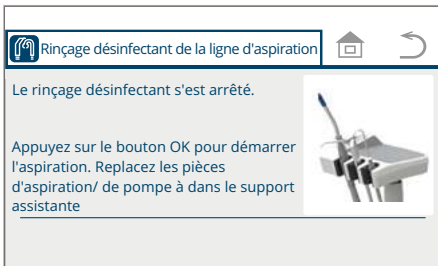 Rinçage désinfectant de la ligne d'aspiration
Le rinçage désinfectant s'est arrêté.
Appuyez sur le bouton OK pour démarrer
l'aspiration. Replacez les pièces
d'aspiration/ de pompe à dans le support
assistante